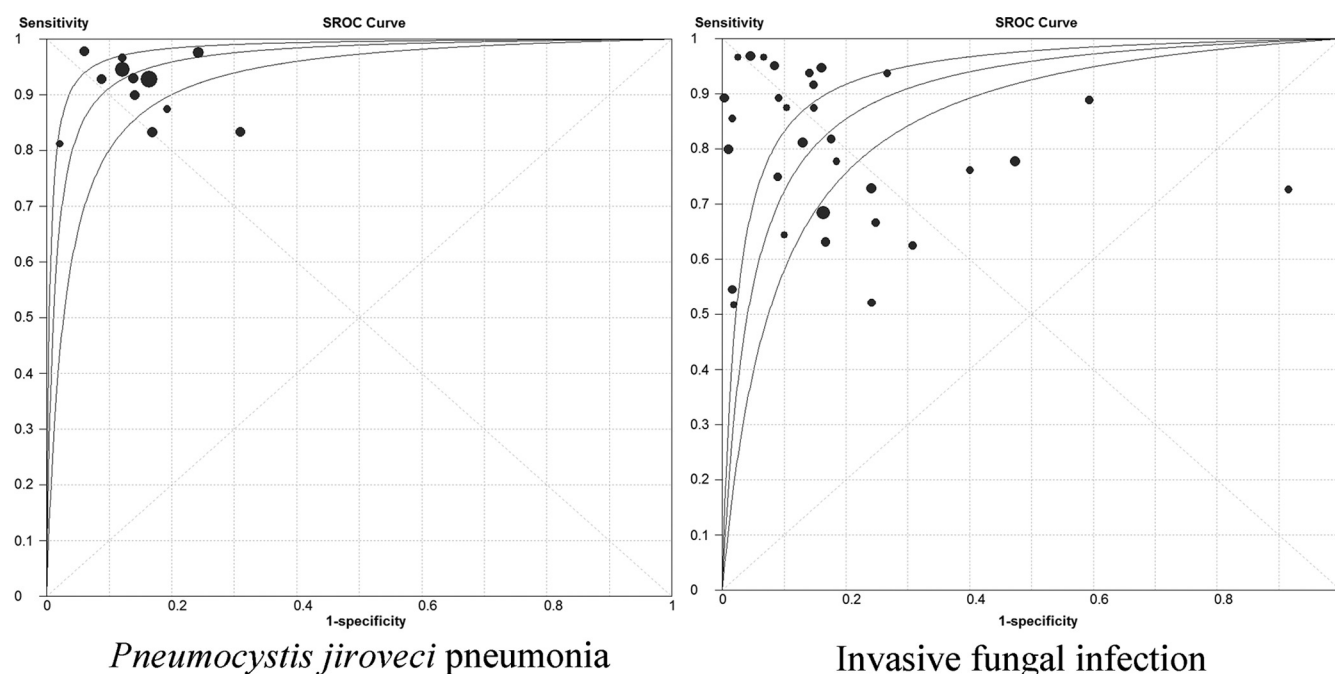 Sensitivity SROC Curve
1
0.9
0.8
0.7
0.6
0.5
0.4
0.3
0.2
0.1
0
0 0.2 0.4 0.6 0.8 1
1-specificity
Pneumocystis jiroveci pneumonia
Sensitivity SROC Curve
1
0.9
0.8
0.7
0.6
0.5
0.4
0.3
0.2
0.1
0
0 0.2 0.4 0.6 0.8
1-specificity
Invasive fungal infection